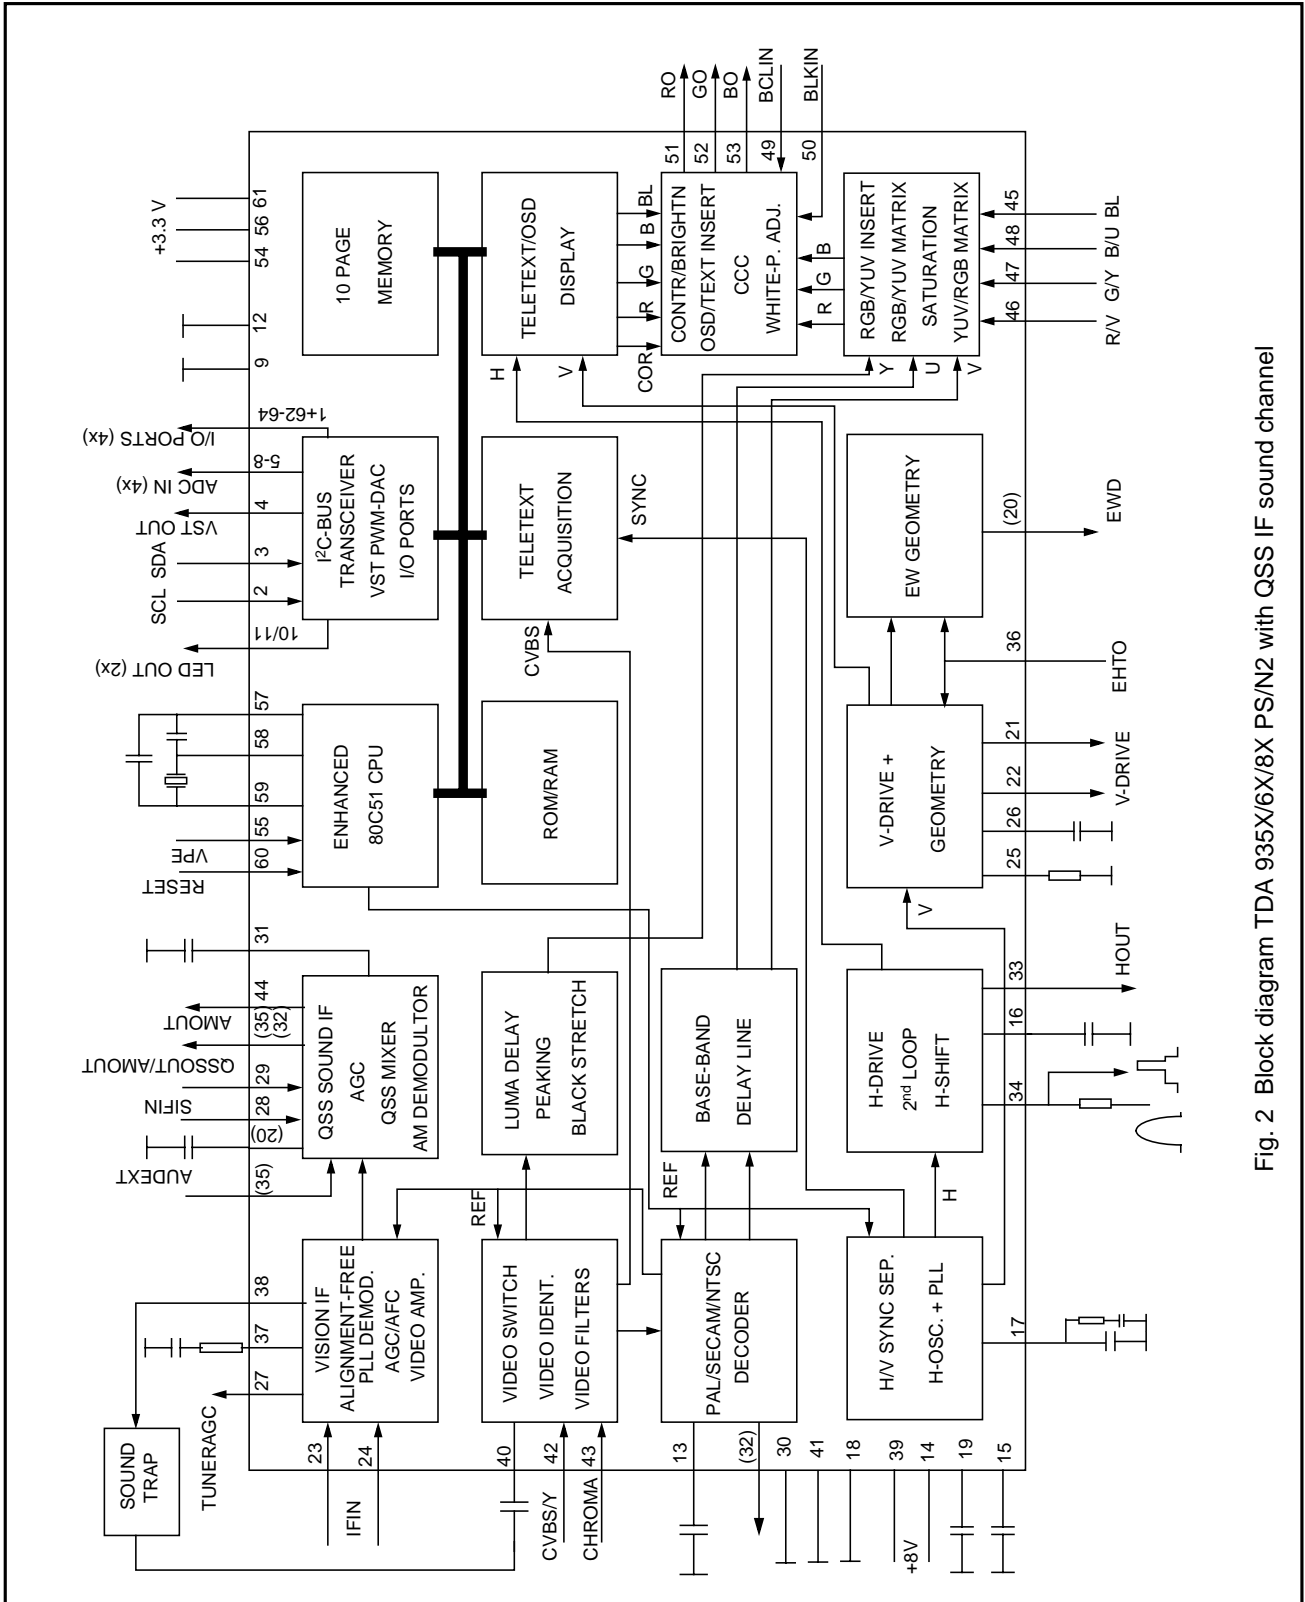 SOUND
TRAP
TUNERAGC
27
37
38
VISION IF
ALIGNMENT-FREE
PLL DEMOD.
AGC/AFC
VIDEO AMP.
23
24
IFIN
AUDEXT
(35)
(20)
SIFIN
28
29
QSSOUT/AMOUT
AMOUT
(35)
(32)
44
31
QSS SOUND IF
AGC
QSS MIXER
AM DEMODULTOR
RESET
60
VPE
55
59
58
57
ENHANCED
80C51 CPU
LED OUT (2x)
10/11
SCL SDA
2
3
VST OUT
4
ADC IN (4x)
5-8
I/O PORTS (4x)
1+62-64
I²C-BUS
TRANSCEIVER
VST PWM-DAC
I/O PORTS
9
12
+3.3 V
54
56
61
10 PAGE
MEMORY
40
42
43
CVBS/Y
CHROMA
VIDEO SWITCH
VIDEO IDENT.
VIDEO FILTERS
REF
LUMA DELAY
PEAKING
BLACK STRETCH
ROM/RAM
CVBS
TELETEXT
ACQUISITION
SYNC
H
V
TELETEXT/OSD
DISPLAY
COR
R
G
B
BL
13
(32)
PAL/SECAM/NTSC
DECODER
REF
BASE-BAND
DELAY LINE
CONTR/BRIGHTN
OSD/TEXT INSERT
CCC
WHITE-P. ADJ.
51
52
53
49
50
RO
GO
BO
BCLIN
BLKIN
R
G
B
Y
U
V
RGB/YUV INSERT
RGB/YUV MATRIX
SATURATION
YUV/RGB MATRIX
46
47
48
45
R/V G/Y B/U BL
30
41
18
39
14
19
15
+8V
H/V SYNC SEP.
H-OSC. + PLL
17
H
H-DRIVE
2nd LOOP
H-SHIFT
34
16
33
HOUT
V
V-DRIVE +
GEOMETRY
25
26
22
21
V-DRIVE
36
EHTO
EW GEOMETRY
(20)
EWD
Fig. 2 Block diagram TDA 935X/6X/8X PS/N2 with QSS IF sound channel